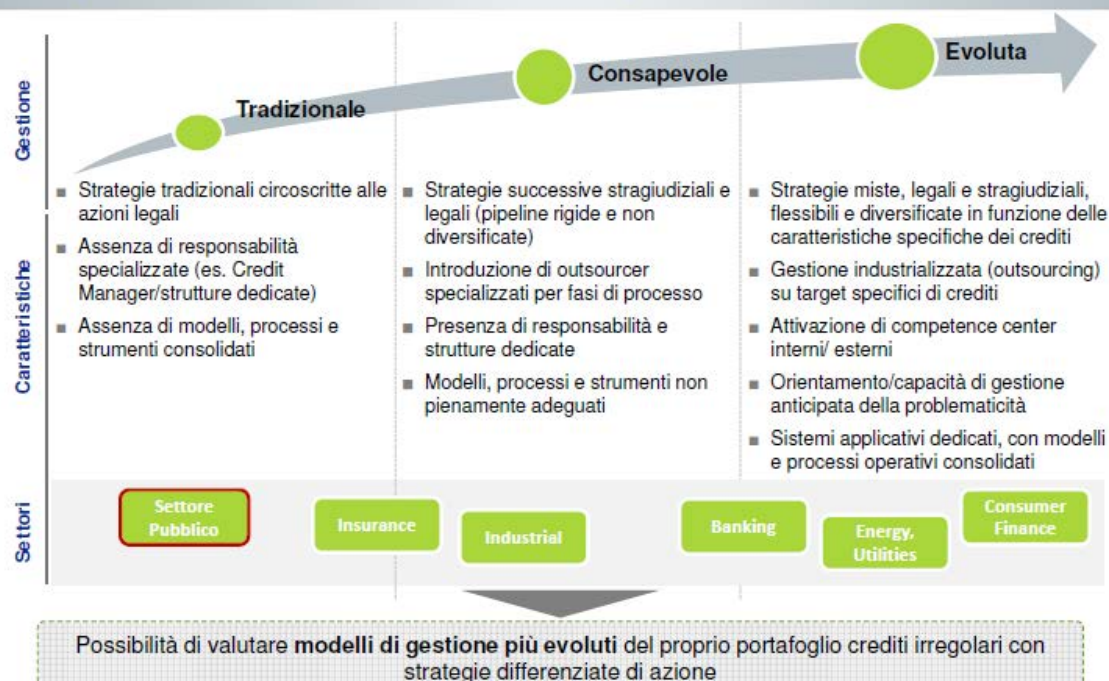 Gestione
Tradizionale
Consapevole
Evoluta
Caratteristiche
■ Strategie tradizionali circoscritte alle
azioni legali
■ Assenza di responsabilità
specializzate (es. Credit
Manager/strutture dedicate)
■ Assenza di modelli, processi e
strumenti consolidati
■ Strategie successive stragiudiziali e
legali (pipeline rigide e non
diversificate)
■ Introduzione di outsourcer
specializzati per fasi di processo
■ Presenza di responsabilità e
strutture dedicate
■ Modelli, processi e strumenti non
pienamente adeguati
■ Strategie miste, legali e stragiudiziali,
flessibili e diversificate in funzione delle
caratteristiche specifiche dei crediti
■ Gestione industrializzata (outsourcing)
su target specifici di crediti
■ Attivazione di competence center
interni/ esterni
■ Orientamento/capacità di gestione
anticipata della problematicità
■ Sistemi applicativi dedicati, con modelli
e processi operativi consolidati
Settori
Settore
Pubblico
Insurance
Industrial
Banking
Energy,
Utilities
Consumer
Finance
Possibilità di valutare modelli di gestione più evoluti del proprio portafoglio crediti irregolari con
strategie differenziate di azione